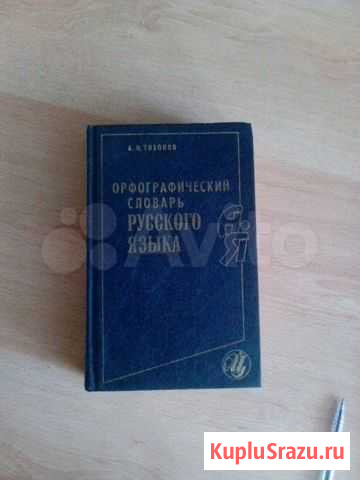 А. Н. ТИХОНОВ
ОРФОГРАФИЧЕСКИЙ
СЛОВАРЬ
РУССКОГО
ЯЗЫКА
а-Я
Avito
Ц
KupluSrazu.ru